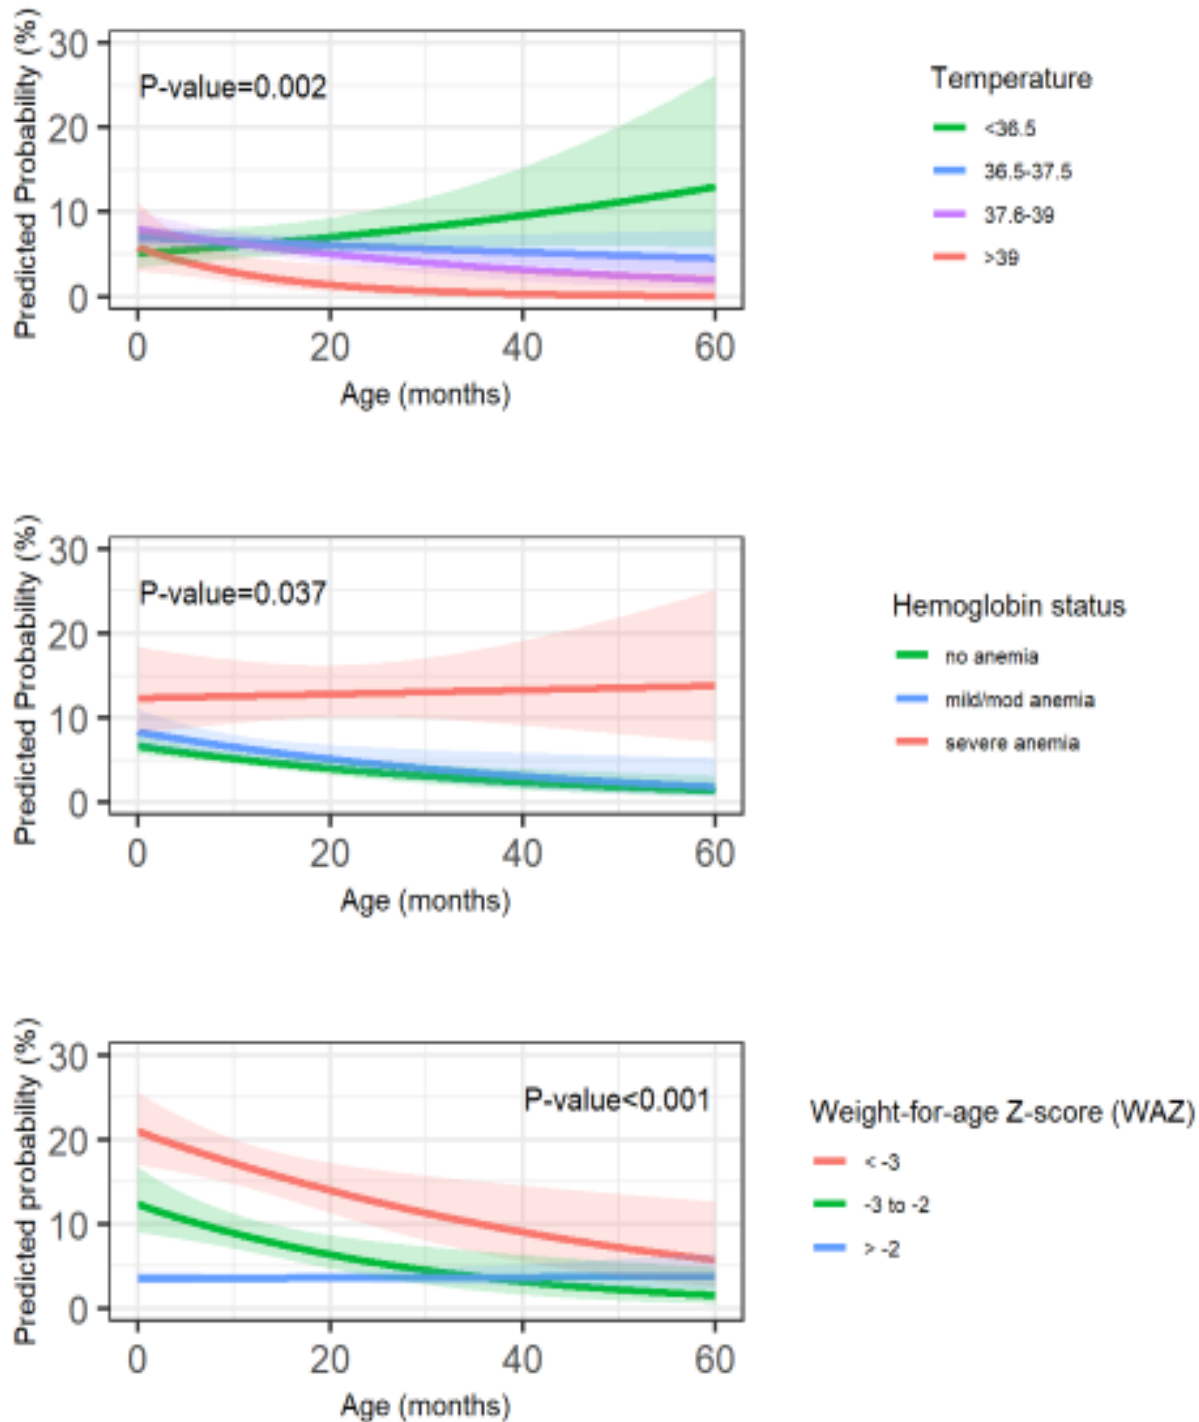 Predicted Probability (%)
30
20
10
0
P-value=0.002
0 20 40 60
Age (months)
Temperature
<36.5
36.5-37.5
37.6-39
>39
Predicted Probability (%)
30
20
10
0
P-value=0.037
0 20 40 60
Age (months)
Hemoglobin status
no anemia
mild/mod anemia
severe anemia
Predicted probability (%)
30
20
10
0
P-value<0.001
0 20 40 60
Age (months)
Weight-for-age Z-score (WAZ)
< -3
-3 to -2
> -2